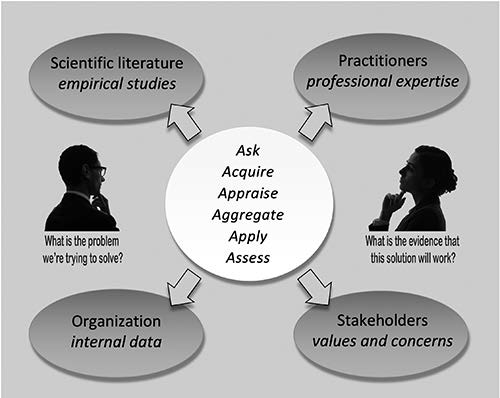 Scientific literature
empirical studies
Practitioners
professional expertise
Ask
Acquire
Appraise
Aggregate
Apply
Assess
What is the problem
we're trying to solve?
What is the evidence that
this solution will work?
Organization
internal data
Stakeholders
values and concerns